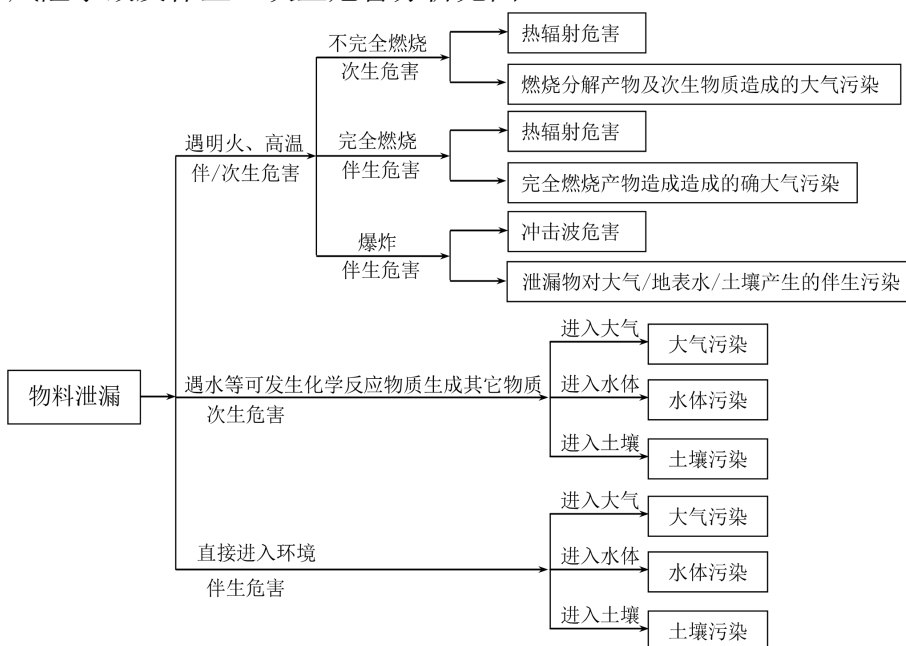 不完全燃烧
次生危害
热辐射危害
燃烧分解产物及次生物质造成的大气污染
遇明火、高温
伴/次生危害
完全燃烧
伴生危害
热辐射危害
完全燃烧产物造成造成的确大气污染
爆炸
伴生危害
冲击波危害
泄漏物对大气/地表水/土壤产生的伴生污染
物料泄漏
遇水等可发生化学反应物质生成其它物质
次生危害
进入大气
大气污染
进入水体
水体污染
进入土壤
土壤污染
直接进入环境
伴生危害
进入大气
大气污染
进入水体
水体污染
进入土壤
土壤污染